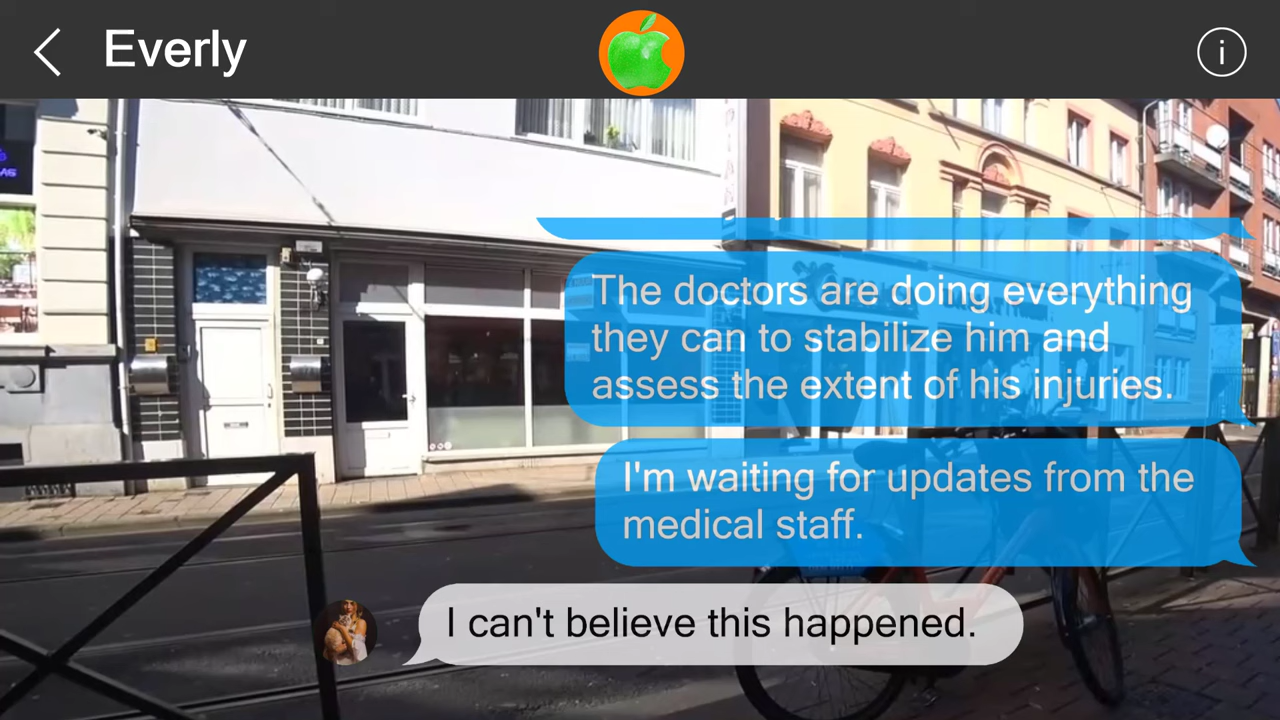 Everly
i
The doctors are doing everything
they can to stabilize him and
assess the extent of his injuries.
I'm waiting for updates from the
medical staff.
I can't believe this happened.